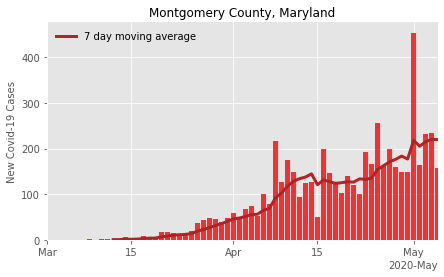 Montgomery County, Maryland
7 day moving average
New Covid-19 Cases
400
300
200
100
0
Mar
15
Apr
15
May
2020-May